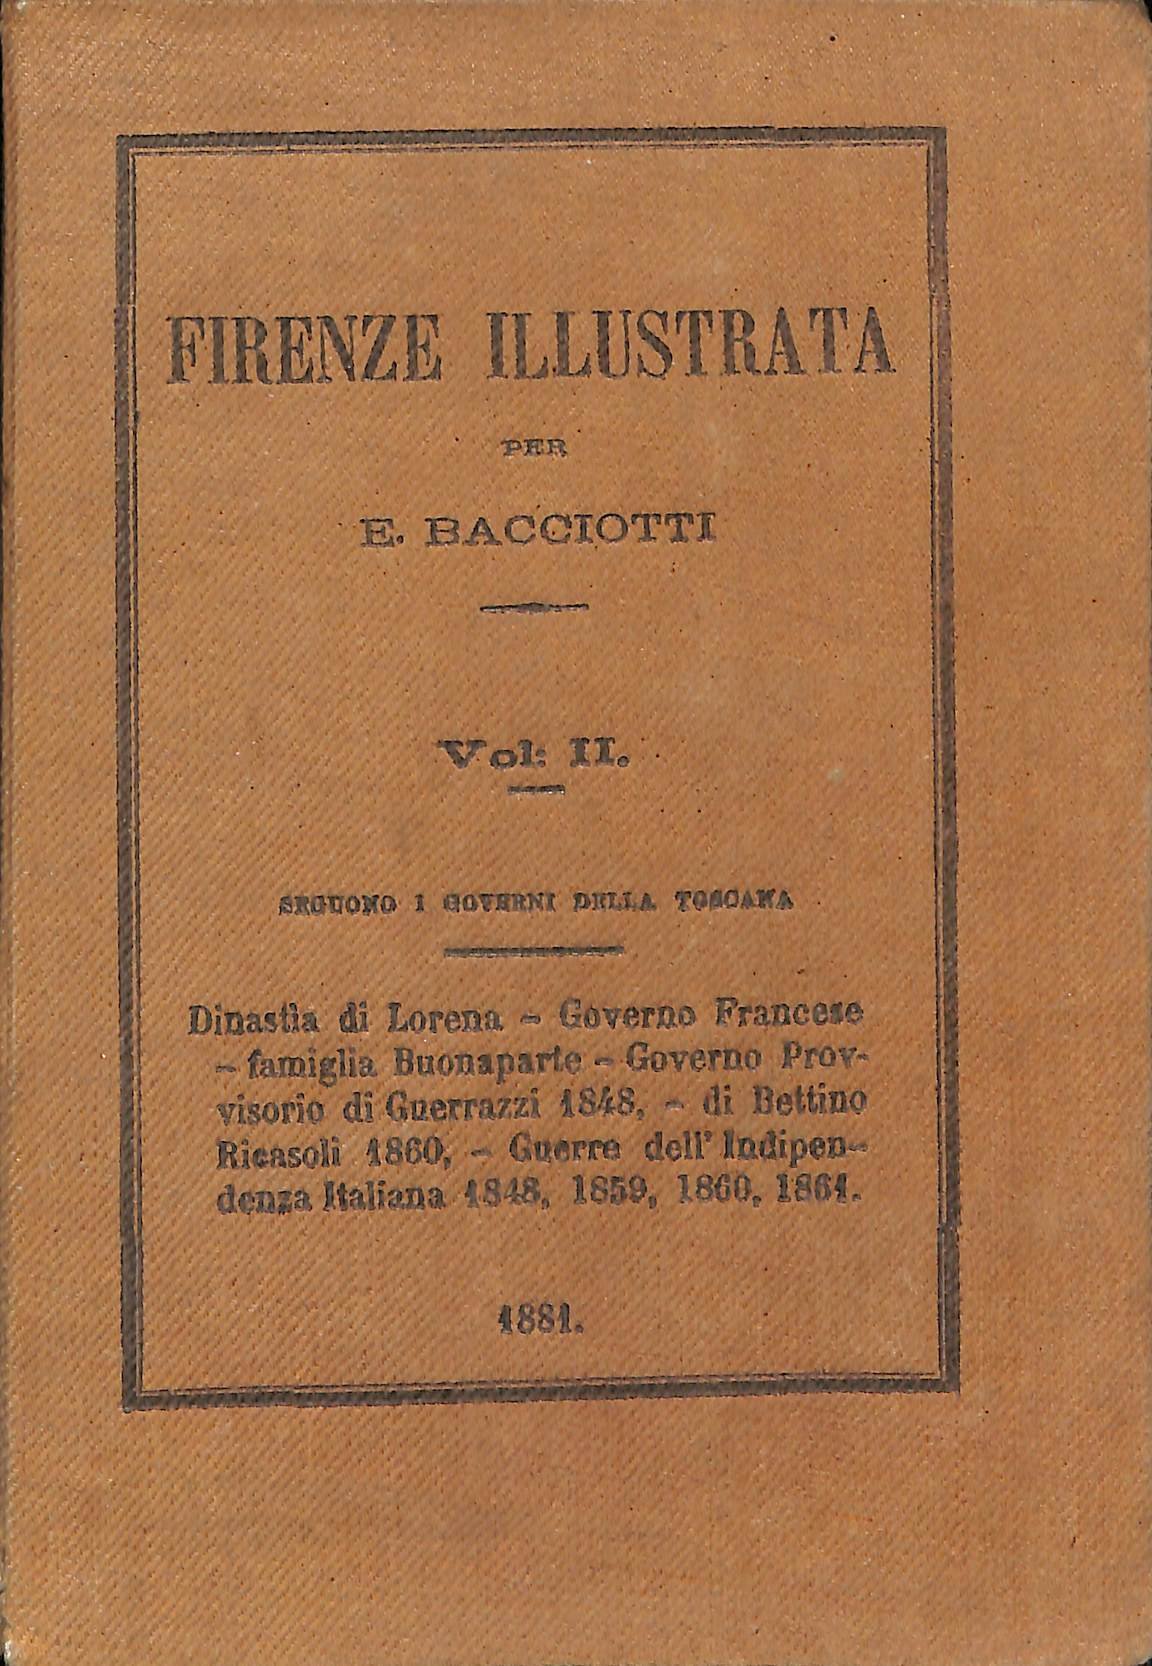 FIRENZE ILLUSTRATA
PER
E. BACCIOTTI
Vol: II.
SEGUONO I GOVERNI DELLA TOSCANA
Dinastia di Lorena - Governo Francese
- famiglia Buonaparte - Governo Prov-
visorio di Guerrazzi 1848, - di Bettino
Ricasoli 1860, - Guerre dell' Indipen-
denza Italiana 1848, 1859, 1860, 1861.
1881.